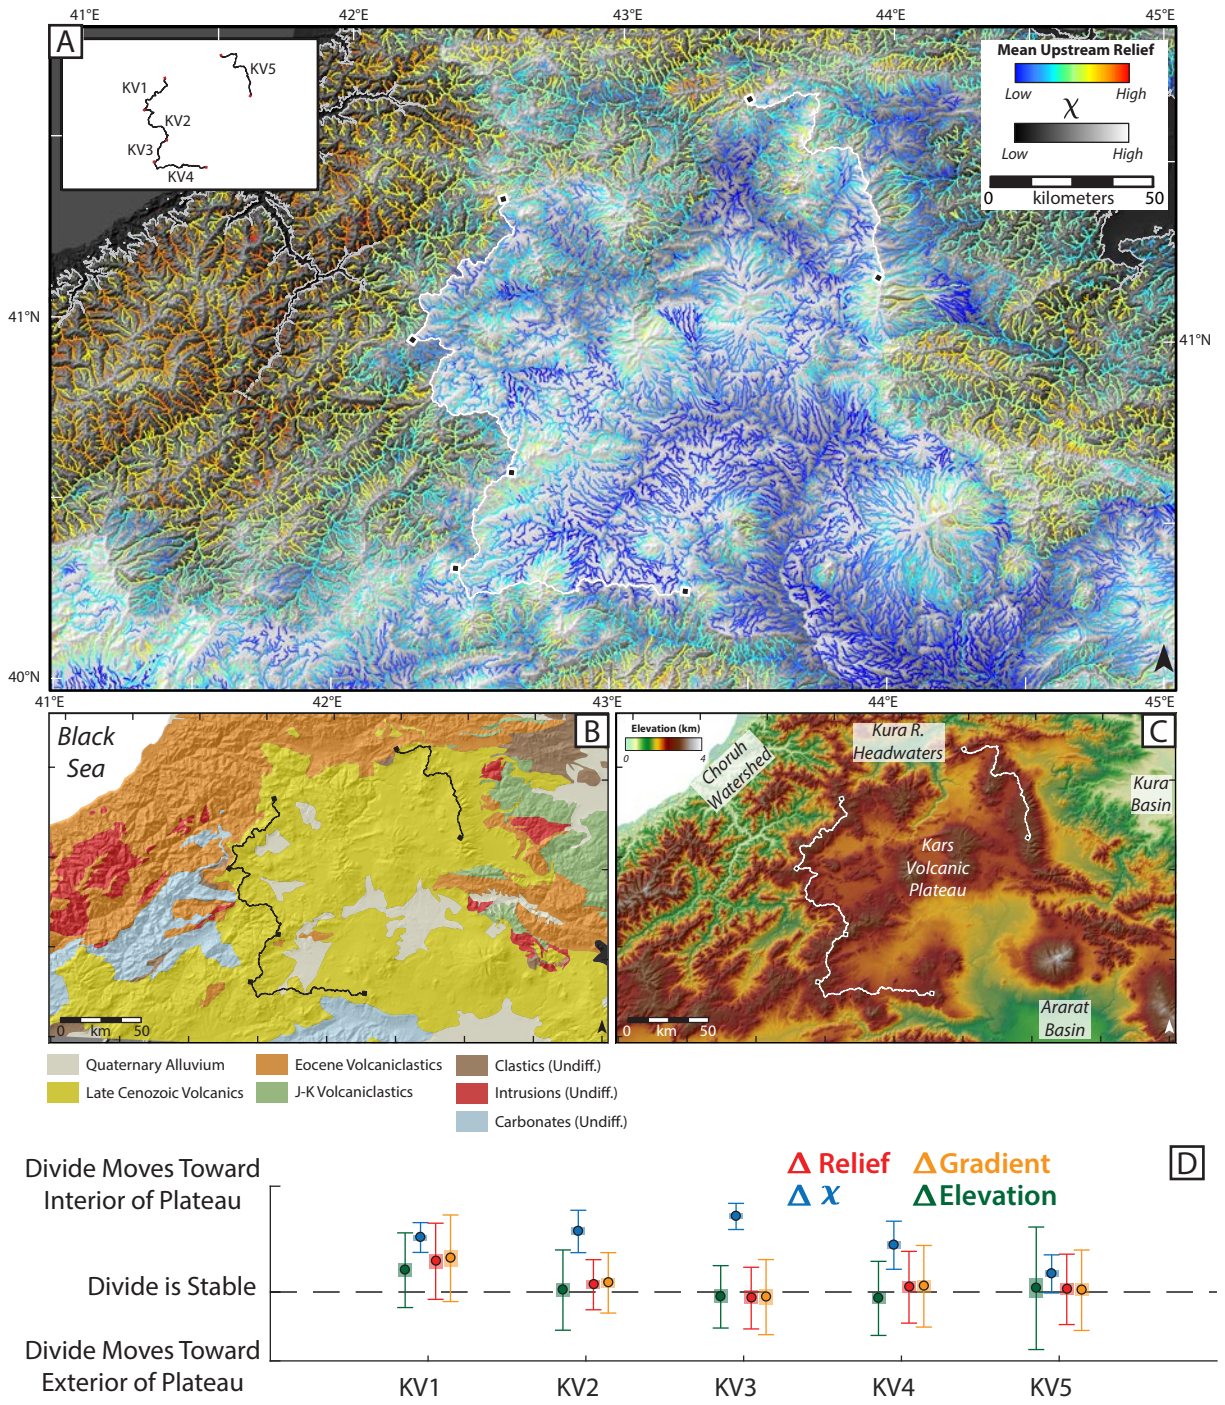 41°E
42°E
43°E
44°E
45°E
A
KV5
KV1
KV2
KV3
KV4
Mean Upstream Relief
Low
High
χ
Low
High
0
kilometers
50
41°N
41°N
40°N
41°E
42°E
43°E
44°E
45°E
Black
Sea
B
0
km
50
Elevation (km)
0
4
Choruh
Watershed
Kura R.
Headwaters
C
Kura
Basin
Kars
Volcanic
Plateau
Ararat
Basin
0
km
50
Quaternary Alluvium
Eocene Volcaniclastics
Clastics (Undiff.)
Late Cenozoic Volcanics
J-K Volcaniclastics
Intrusions (Undiff.)
Carbonates (Undiff.)
Divide Moves Toward
Interior of Plateau
Δ Relief
Δ Gradient
D
Δ χ
Δ Elevation
Divide is Stable
Divide Moves Toward
Exterior of Plateau
KV1
KV2
KV3
KV4
KV5